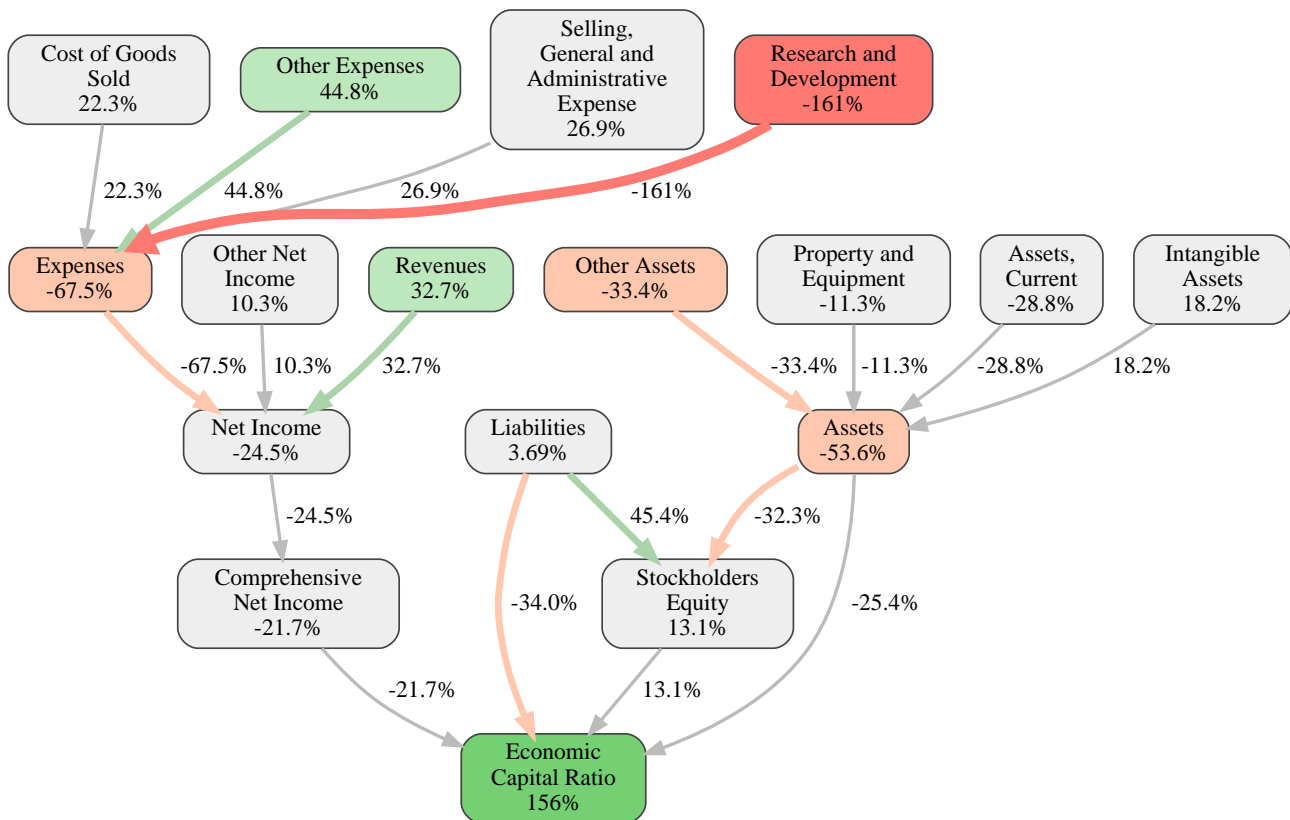 Cost of Goods
Sold
22.3%
Other Expenses
44.8%
Selling,
General and
Administrative
Expense
26.9%
Research and
Development
-161%
22.3%
44.8%
26.9%
-161%
Expenses
-67.5%
Other Net
Income
10.3%
Revenues
32.7%
Other Assets
-33.4%
Property and
Equipment
-11.3%
Assets,
Current
-28.8%
Intangible
Assets
18.2%
-67.5%
10.3%
32.7%
-33.4%
-11.3%
-28.8%
18.2%
Net Income
-24.5%
Liabilities
3.69%
Assets
-53.6%
-24.5%
45.4%
-32.3%
Comprehensive
Net Income
-21.7%
-34.0%
Stockholders
Equity
13.1%
-25.4%
-21.7%
13.1%
Economic
Capital Ratio
156%